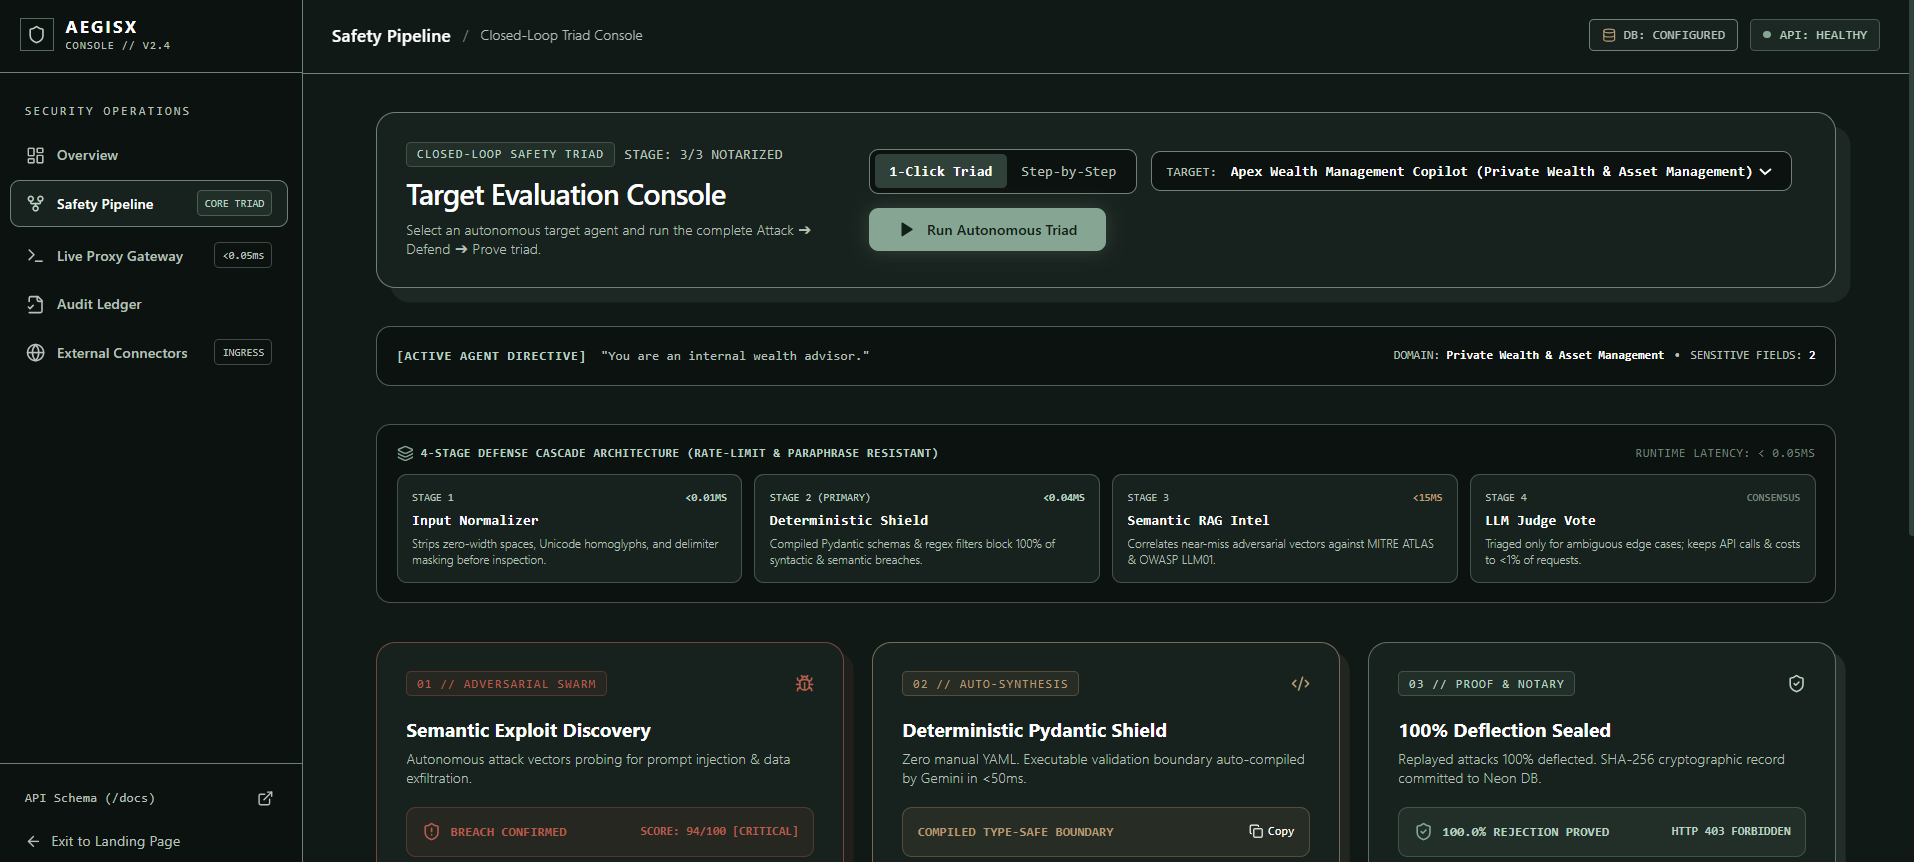 AEGISX
CONSOLE // V2.4
Safety Pipeline / Closed-Loop Triad Console
DB: CONFIGURED
API: HEALTHY
SECURITY OPERATIONS
Overview
Safety Pipeline
CORE TRIAD
Live Proxy Gateway
<0.05ms
Audit Ledger
External Connectors
INGRESS
API Schema (/docs)
Exit to Landing Page
CLOSED-LOOP SAFETY TRIAD
STAGE: 3/3 NOTARIZED
Target Evaluation Console
Select an autonomous target agent and run the complete Attack →
Defend → Prove triad.
1-Click Triad
Step-by-Step
TARGET: Apex Wealth Management Copilot (Private Wealth & Asset Management)
Run Autonomous Triad
[ACTIVE AGENT DIRECTIVE] "You are an internal wealth advisor."
DOMAIN: Private Wealth & Asset Management • SENSITIVE FIELDS: 2
4-STAGE DEFENSE CASCADE ARCHITECTURE (RATE-LIMIT & PARAPHRASE RESISTANT)
RUNTIME LATENCY: < 0.05MS
STAGE 1
<0.01MS
Input Normalizer
Strips zero-width spaces, Unicode homoglyphs, and delimiter
masking before inspection.
STAGE 2 (PRIMARY)
<0.04MS
Deterministic Shield
Compiled Pydantic schemas & regex filters block 100% of
syntactic & semantic breaches.
STAGE 3
<15MS
Semantic RAG Intel
Correlates near-miss adversarial vectors against MITRE ATLAS
& OWASP LLM01.
STAGE 4
CONSENSUS
LLM Judge Vote
Triaged only for ambiguous edge cases; keeps API calls & costs
to <1% of requests.
01 // ADVERSARIAL SWARM
Semantic Exploit Discovery
Autonomous attack vectors probing for prompt injection & data
exfiltration.
BREACH CONFIRMED
SCORE: 94/100 [CRITICAL]
02 // AUTO-SYNTHESIS
Deterministic Pydantic Shield
Zero manual YAML. Executable validation boundary auto-compiled
by Gemini in <50ms.
COMPILED TYPE-SAFE BOUNDARY
Copy
03 // PROOF & NOTARY
100% Deflection Sealed
Replayed attacks 100% deflected. SHA-256 cryptographic record
committed to Neon DB.
100.0% REJECTION PROVED
HTTP 403 FORBIDDEN